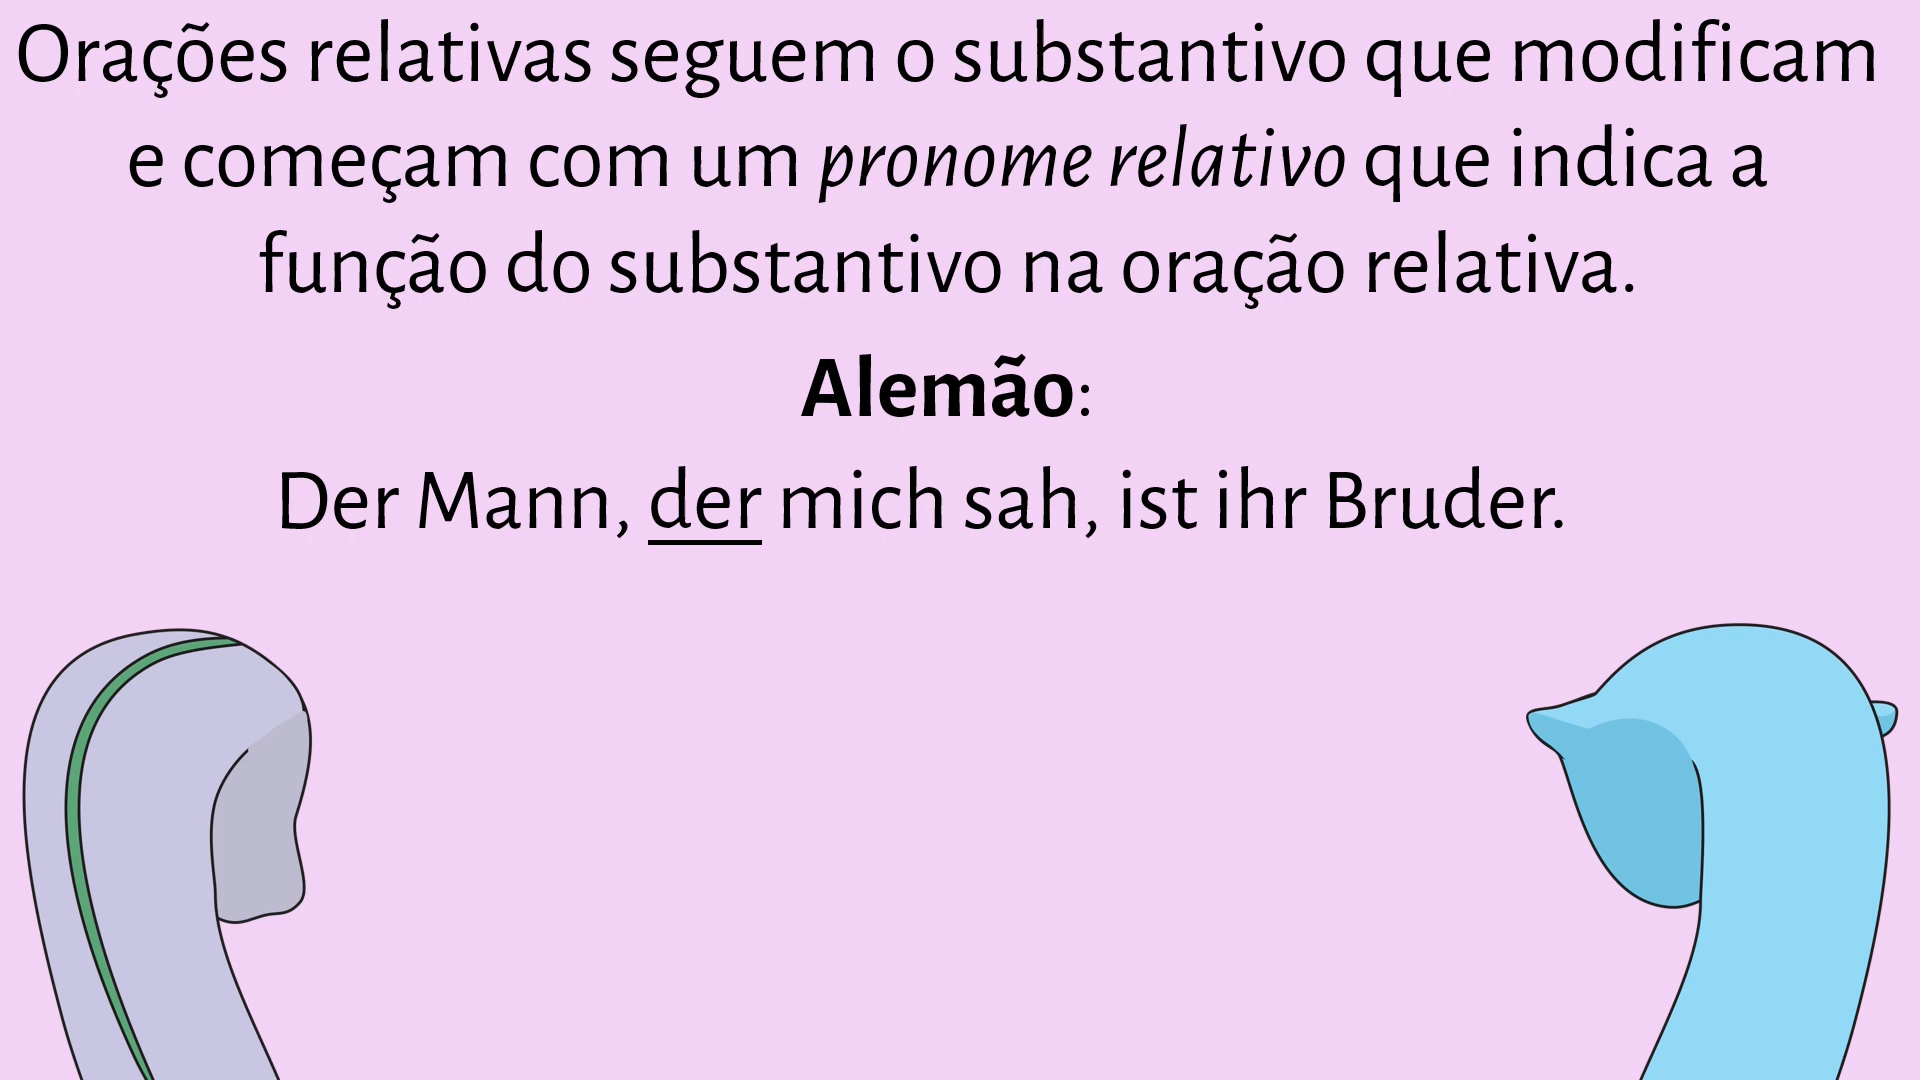 Orações relativas seguem o substantivo que modificam
e começam com um pronome relativo que indica a
função do substantivo na oração relativa.
Alemão:
Der Mann, der mich sah, ist ihr Bruder.